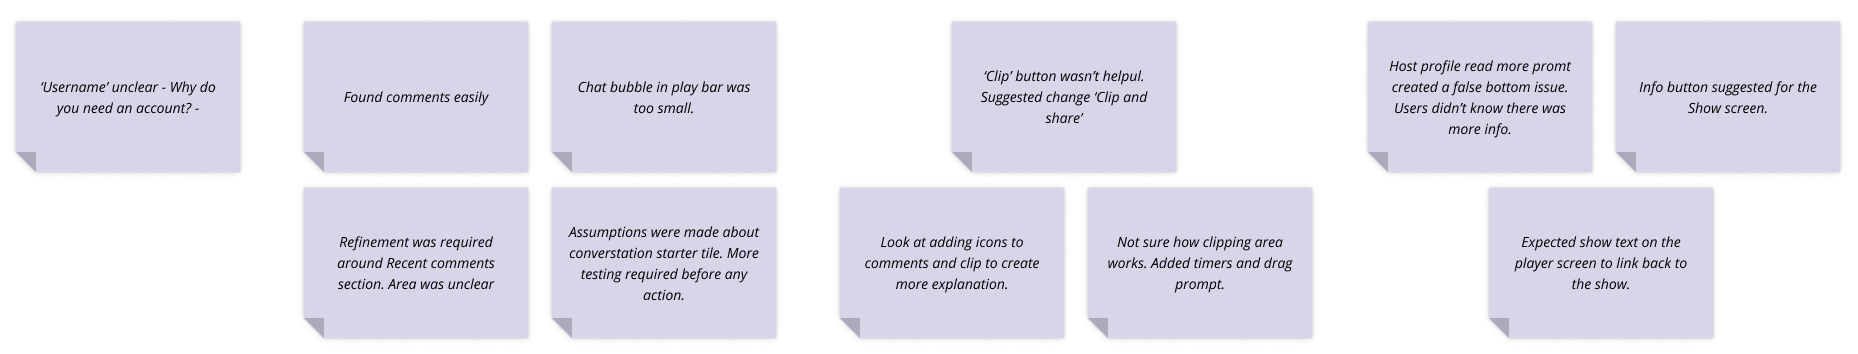 ‘Username’ unclear - Why do
you need an account? -
Found comments easily
Chat bubble in play bar was
too small.
Refinement was required
around Recent comments
section. Area was unclear
Assumptions were made about
converstation starter tile. More
testing required before any
action.
‘Clip’ button wasn’t helpul.
Suggested change ‘Clip and
share’
Look at adding icons to
comments and clip to create
more explanation.
Not sure how clipping area
works. Added timers and drag
prompt.
Host profile read more promt
created a false bottom issue.
Users didn’t know there was
more info.
Info button suggested for the
Show screen.
Expected show text on the
player screen to link back to
the show.